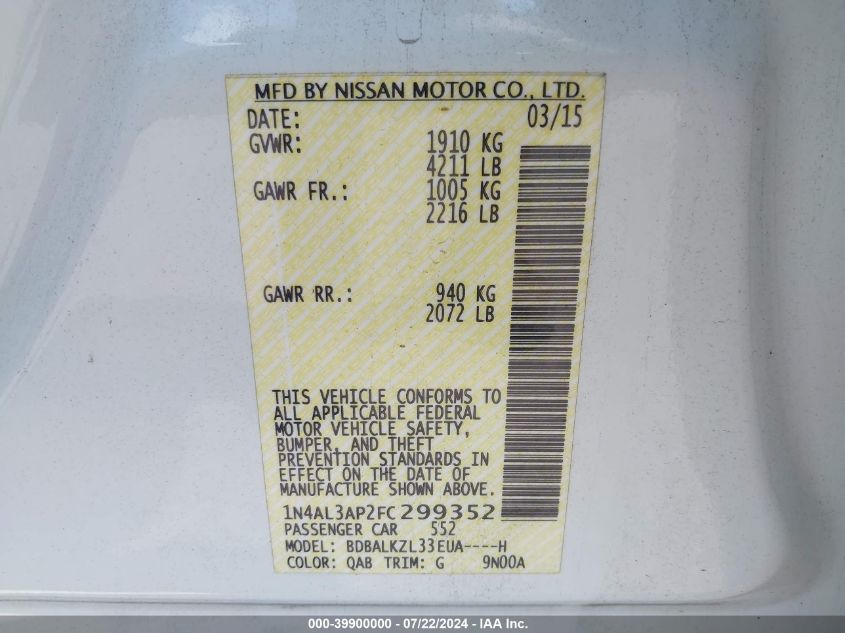 MFD BY NISSAN MOTOR CO., LTD.
DATE: 03/15
GVWR: 1910 KG
4211 LB
GAWR FR.: 1005 KG
2216 LB
GAWR RR.: 940 KG
2072 LB
THIS VEHICLE CONFORMS TO
ALL APPLICABLE FEDERAL
MOTOR VEHICLE SAFETY,
BUMPER, AND THEFT
PREVENTION STANDARDS IN
EFFECT ON THE DATE OF
MANUFACTURE SHOWN ABOVE.
1N4AL3AP2FC299352
PASSENGER CAR 552
MODEL: BDBALKZL33EUA----H
COLOR: QAB TRIM: G 9N00A
000-39900000 - 07/22/2024 - IAA Inc.